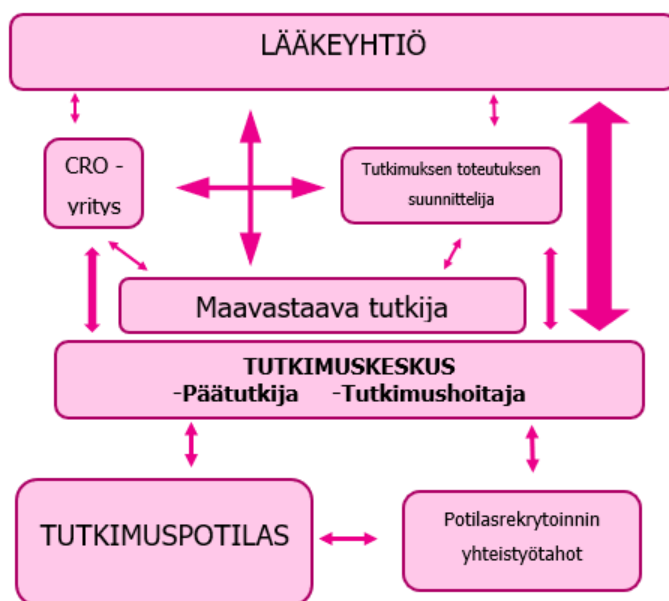 LÄÄKEYHTIÖ
CRO -
yritys
Tutkimuksen toteutuksen
suunnittelija
Maavastaava tutkija
TUTKIMUSKESKUS
-Päätutkija -Tutkimushoitaja
TUTKIMUSPOTILAS
Potilasrekrytoinnin
yhteistyötahot